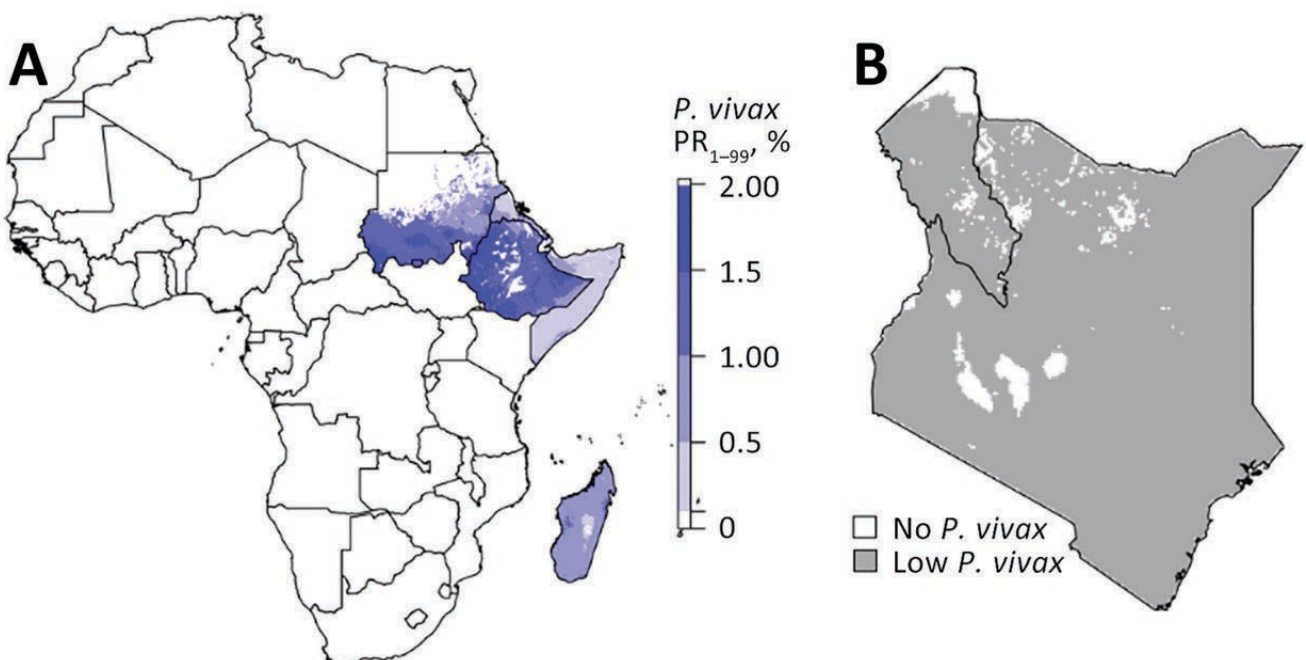 A
P. vivax
PR1–99, %
2.00
1.5
1.00
0.5
0
B
No P. vivax
Low P. vivax